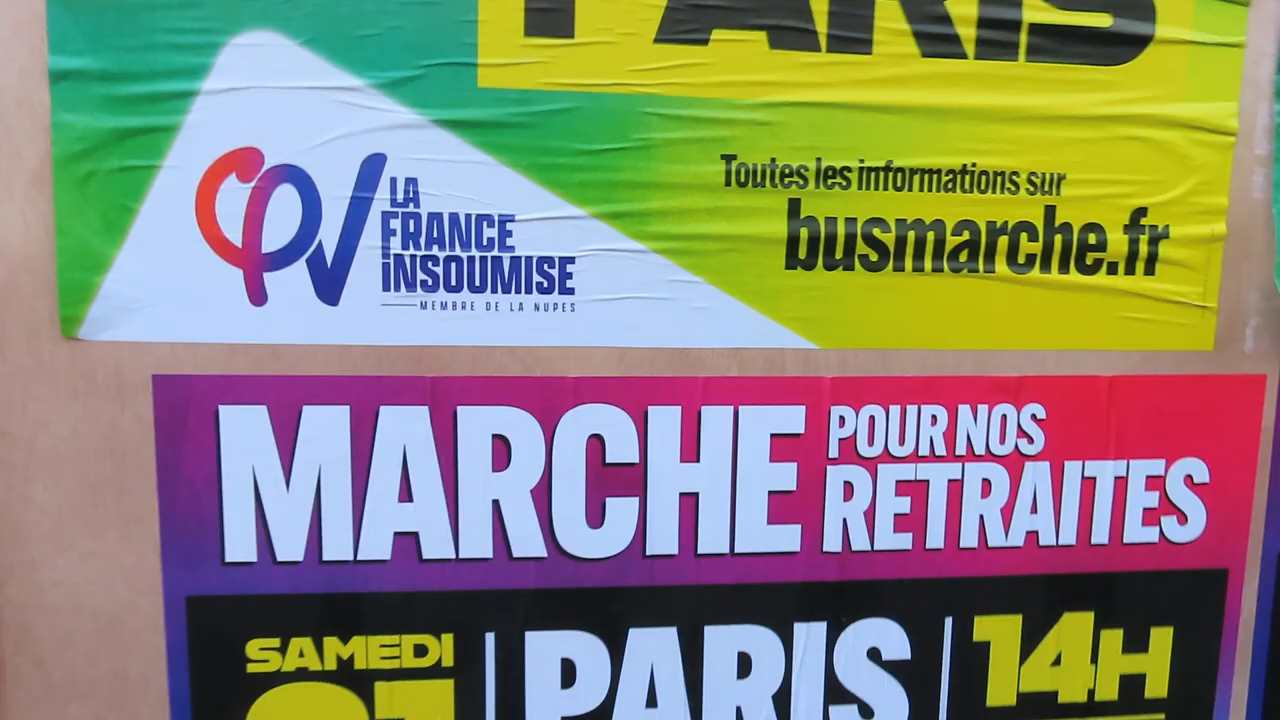 PARIS
Toutes les informations sur
busmarche.fr
φ
LA
FRANCE
iNSOUMISE
MEMBRE DE LA NUPES
MARCHE POUR NOS
RETRAITES
SAMEDI
21
PARIS
14H